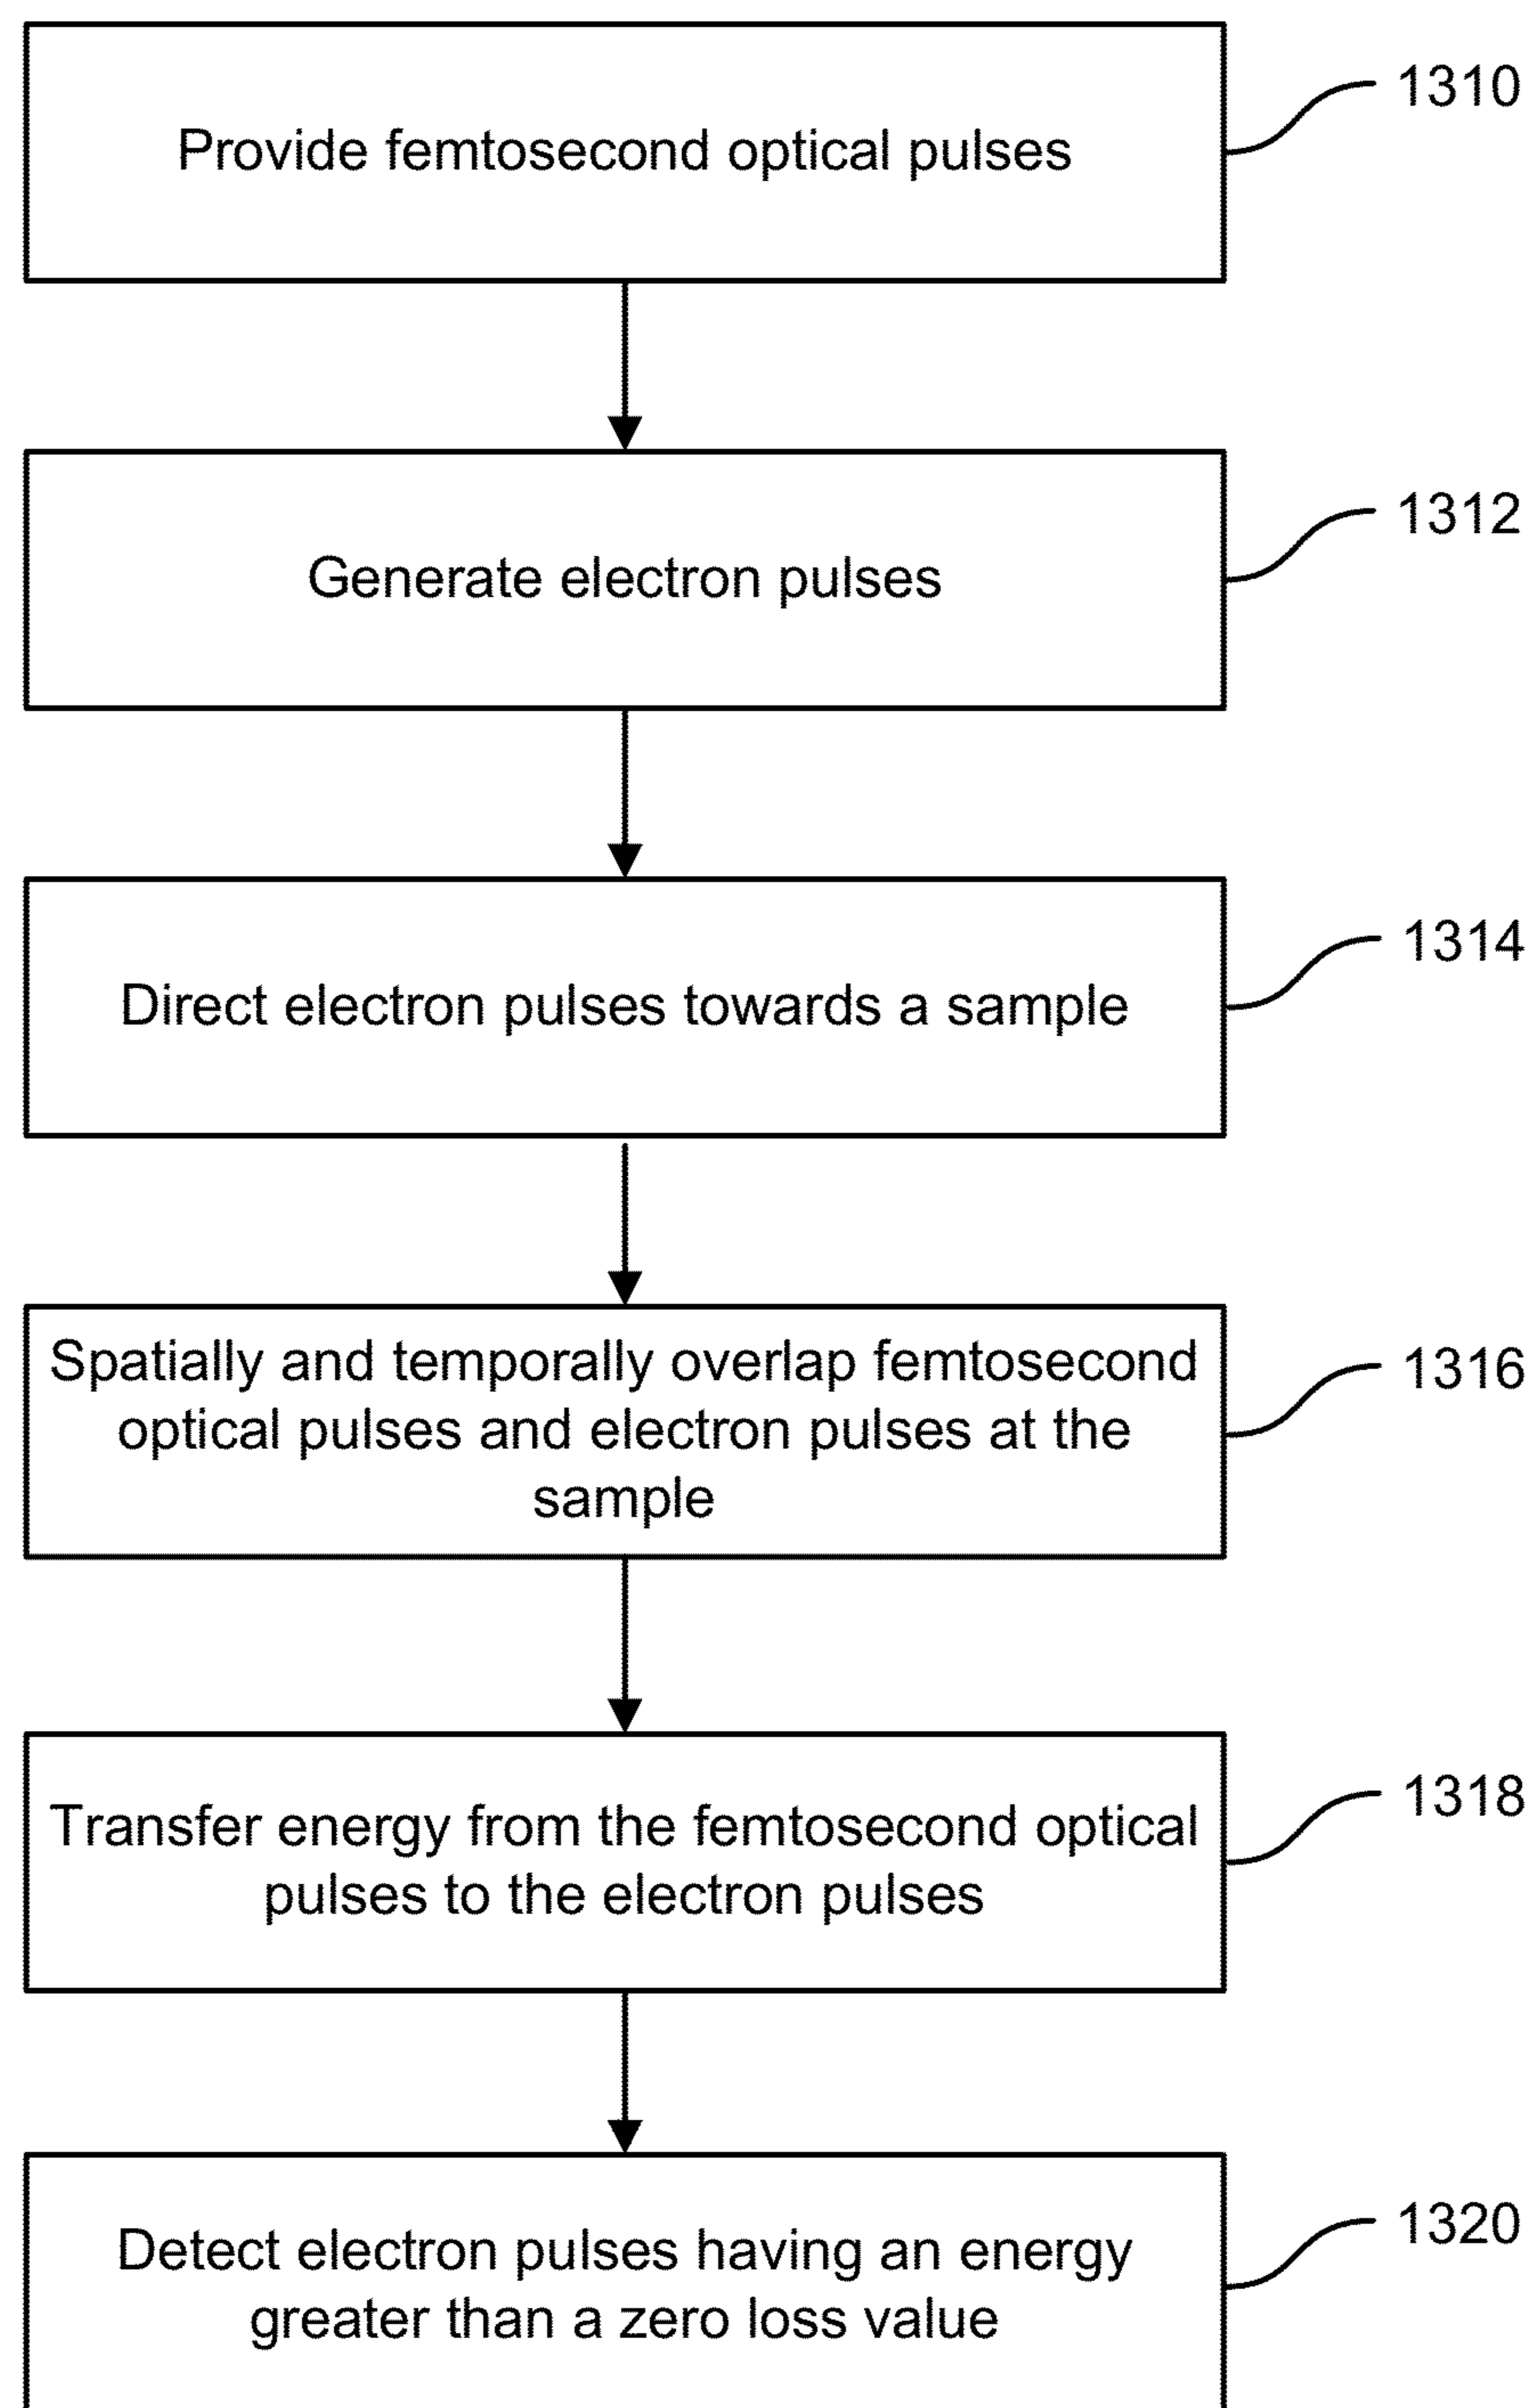 Provide femtosecond optical pulses
1310
Generate electron pulses
1312
Direct electron pulses towards a sample
1314
Spatially and temporally overlap femtosecond
optical pulses and electron pulses at the
sample
1316
Transfer energy from the femtosecond optical
pulses to the electron pulses
1318
Detect electron pulses having an energy
greater than a zero loss value
1320